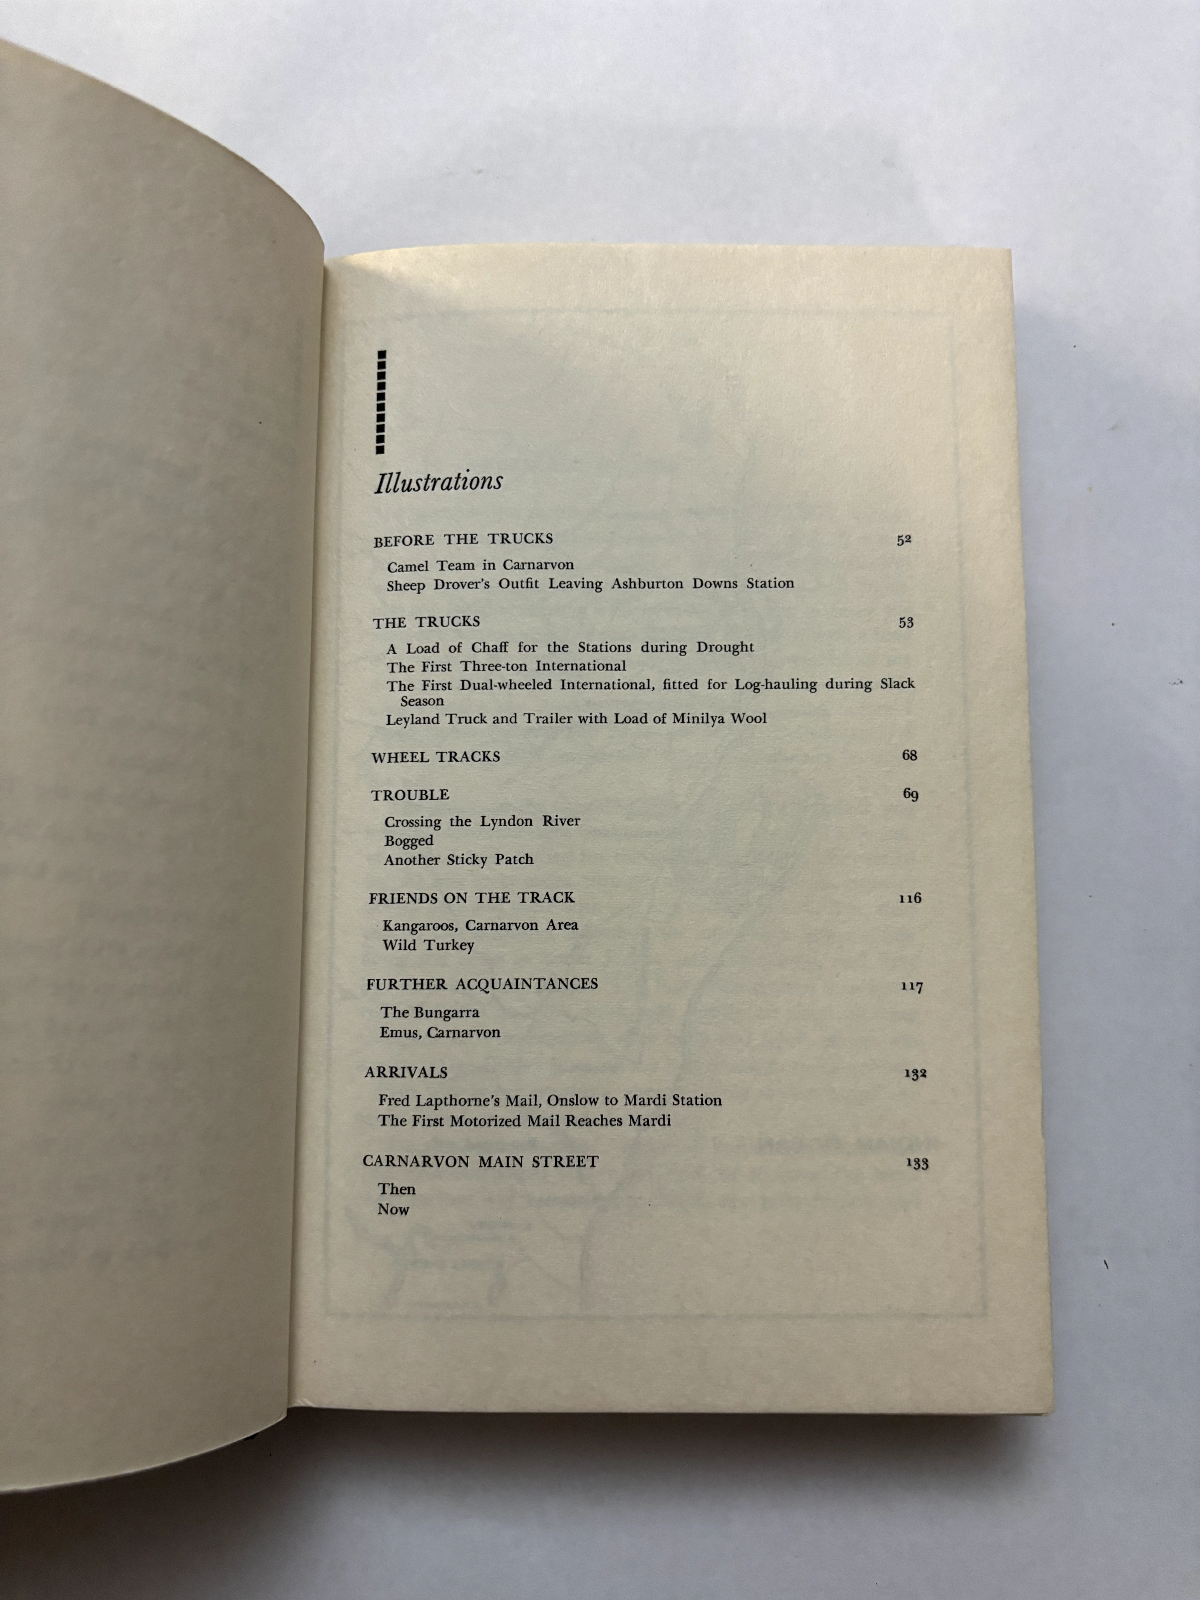 Illustrations
BEFORE THE TRUCKS 52
Camel Team in Carnarvon
Sheep Drover's Outfit Leaving Ashburton Downs Station
THE TRUCKS 53
A Load of Chaff for the Stations during Drought
The First Three-ton International
The First Dual-wheeled International, fitted for Log-hauling during Slack
Season
Leyland Truck and Trailer with Load of Minilya Wool
WHEEL TRACKS 68
TROUBLE 69
Crossing the Lyndon River
Bogged
Another Sticky Patch
FRIENDS ON THE TRACK 116
Kangaroos, Carnarvon Area
Wild Turkey
FURTHER ACQUAINTANCES 117
The Bungarra
Emus, Carnarvon
ARRIVALS 132
Fred Lapthorne's Mail, Onslow to Mardi Station
The First Motorized Mail Reaches Mardi
CARNARVON MAIN STREET 133
Then
Now